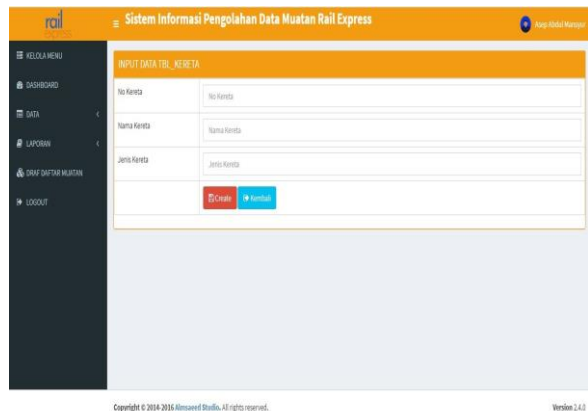 rail
express
Sistem Informasi Pengolahan Data Muatan Rail Express
Asep Abdul Mansyur
KELOLA MENU
DASHBOARD
DATA
LAPORAN
DRAF DAFTAR MUATAN
LOGOUT
INPUT DATA TBL_KERETA
No Kereta
No Kereta
Nama Kereta
Nama Kereta
Jenis Kereta
Jenis Kereta
Create
Kembali
Copyright © 2014-2016 Almsaeed Studio. All rights reserved.
Version 2.4.0